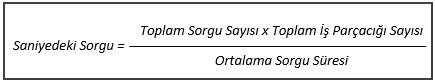 Saniyedeki Sorgu = Toplam Sorgu Sayısı x Toplam İş Parçacığı Sayısı
Ortalama Sorgu Süresi